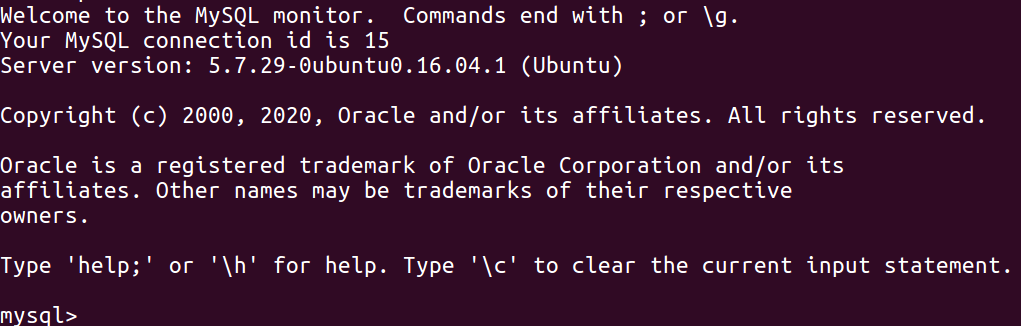 Welcome to the MySQL monitor.  Commands end with ; or \g.
Your MySQL connection id is 15
Server version: 5.7.29-0ubuntu0.16.04.1 (Ubuntu)
Copyright (c) 2000, 2020, Oracle and/or its affiliates. All rights reserved.
Oracle is a registered trademark of Oracle Corporation and/or its
affiliates. Other names may be trademarks of their respective
owners.
Type 'help;' or '\h' for help. Type '\c' to clear the current input statement.
mysql>